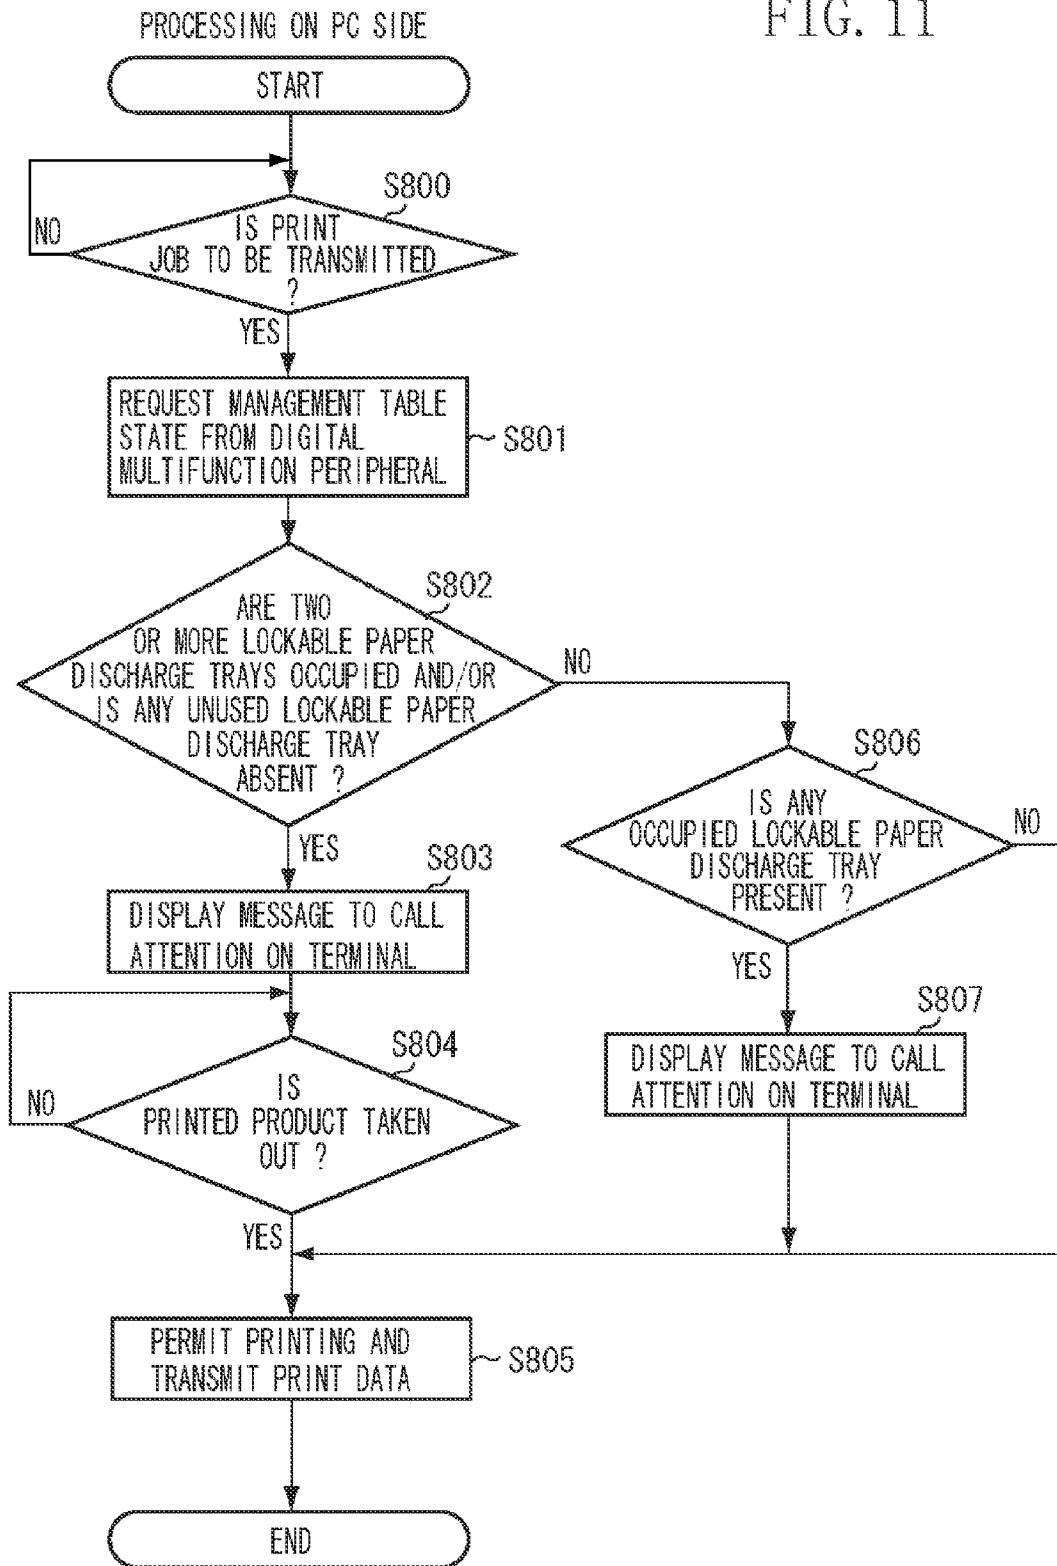 PROCESSING ON PC SIDE
FIG. 11
START
S800
IS PRINT
JOB TO BE TRANSMITTED
?
NO
YES
REQUEST MANAGEMENT TABLE
STATE FROM DIGITAL
MULTIFUNCTION PERIPHERAL
S801
S802
ARE TWO
OR MORE LOCKABLE PAPER
DISCHARGE TRAYS OCCUPIED AND/OR
IS ANY UNUSED LOCKABLE PAPER
DISCHARGE TRAY
ABSENT ?
NO
YES
S803
DISPLAY MESSAGE TO CALL
ATTENTION ON TERMINAL
S804
IS
PRINTED PRODUCT TAKEN
OUT ?
NO
YES
S806
IS ANY
OCCUPIED LOCKABLE PAPER
DISCHARGE TRAY
PRESENT ?
NO
YES
S807
DISPLAY MESSAGE TO CALL
ATTENTION ON TERMINAL
PERMIT PRINTING AND
TRANSMIT PRINT DATA
S805
END